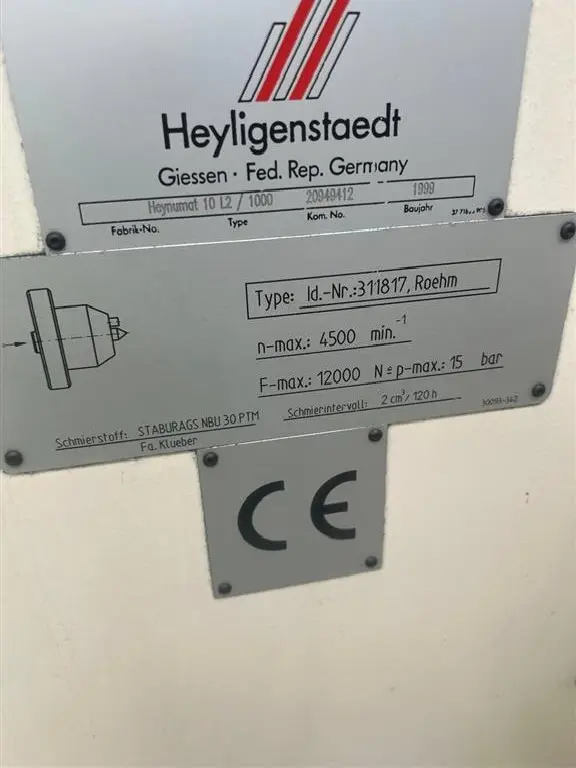 Heyligenstaedt
Giessen · Fed. Rep. Germany
Heynumat 10 L2 / 1000 20949412 1999
Fabrik-No. Type Kom. No. Baujahr
Type: Id.-Nr.:311817, Roehm
n-max.: 4500 min.⁻¹
F-max.: 12000 N ≙ p-max.: 15 bar
Schmierstoff: STABURAGS NBU 30 PTM Schmierintervall: 2 cm³/ 120 h
Fa. Klueber
CE